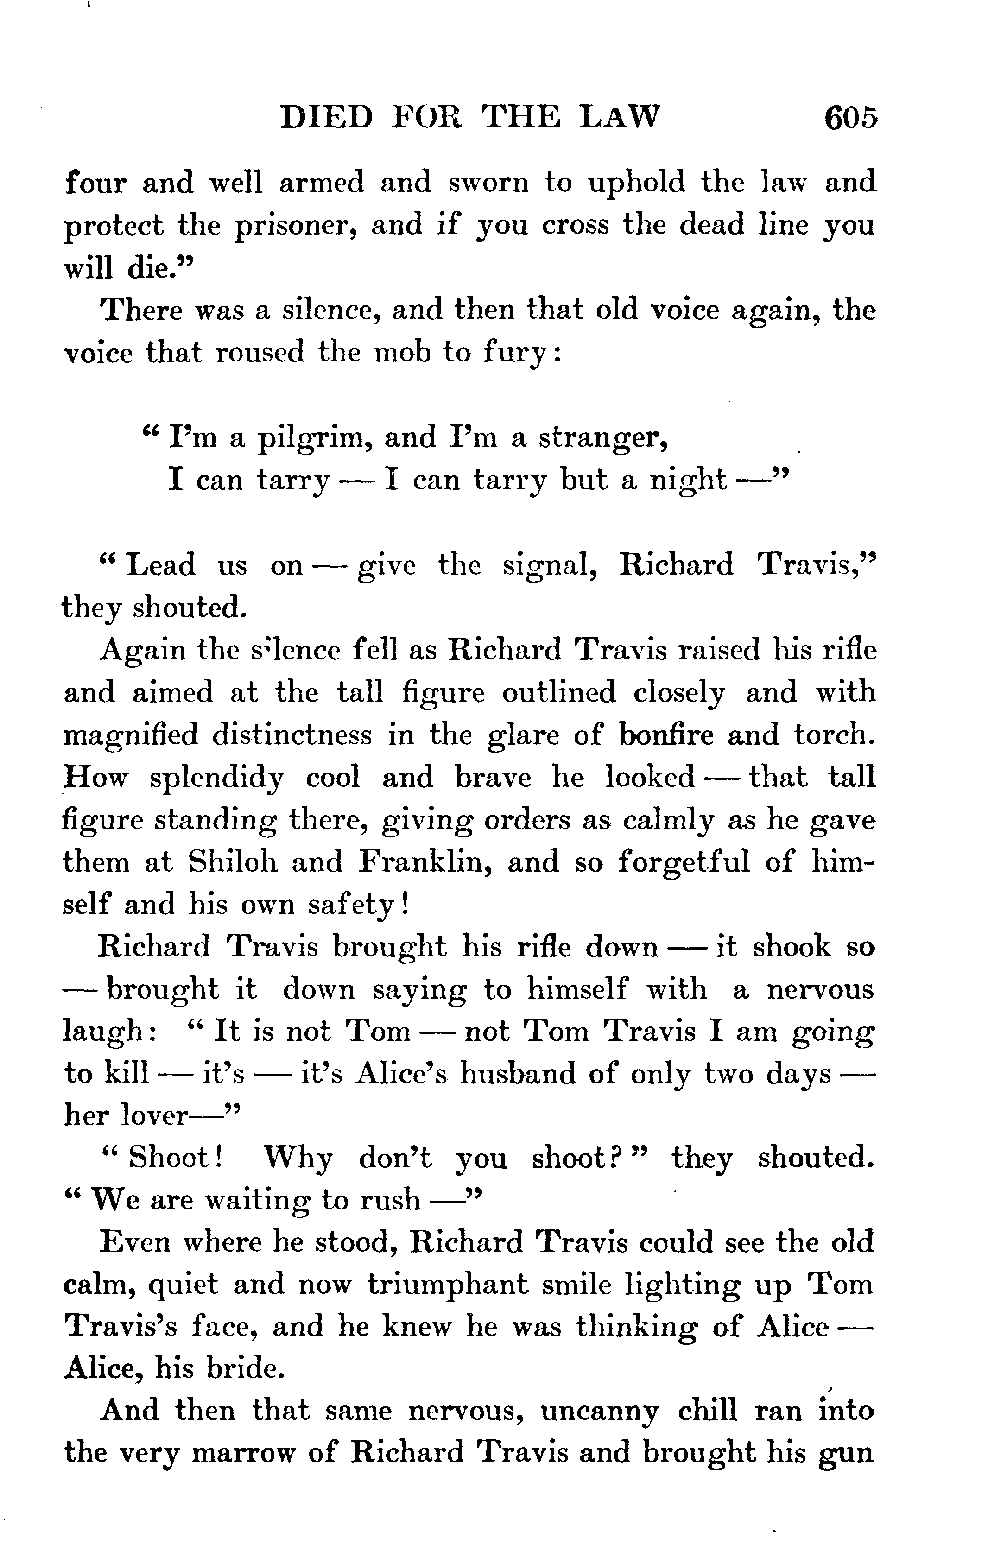 DIED FOR THE LAW 605
four and well armed and sworn to uphold the law and
protect the prisoner, and if you cross the dead line you
will die.”
There was a silence, and then that old voice again, the
voice that roused the mob to fury:
“ I’m a pilgrim, and I’m a stranger,
I can tarry — I can tarry but a night —”
“ Lead us on — give the signal, Richard Travis,”
they shouted.
Again the silence fell as Richard Travis raised his rifle
and aimed at the tall figure outlined closely and with
magnified distinctness in the glare of bonfire and torch.
How splendidy cool and brave he looked — that tall
figure standing there, giving orders as calmly as he gave
them at Shiloh and Franklin, and so forgetful of him-
self and his own safety!
Richard Travis brought his rifle down — it shook so
— brought it down saying to himself with a nervous
laugh: “ It is not Tom — not Tom Travis I am going
to kill — it’s — it’s Alice’s husband of only two days —
her lover—”
“ Shoot! Why don’t you shoot? ” they shouted.
“ We are waiting to rush —”
Even where he stood, Richard Travis could see the old
calm, quiet and now triumphant smile lighting up Tom
Travis’s face, and he knew he was thinking of Alice —
Alice, his bride.
And then that same nervous, uncanny chill ran into
the very marrow of Richard Travis and brought his gun